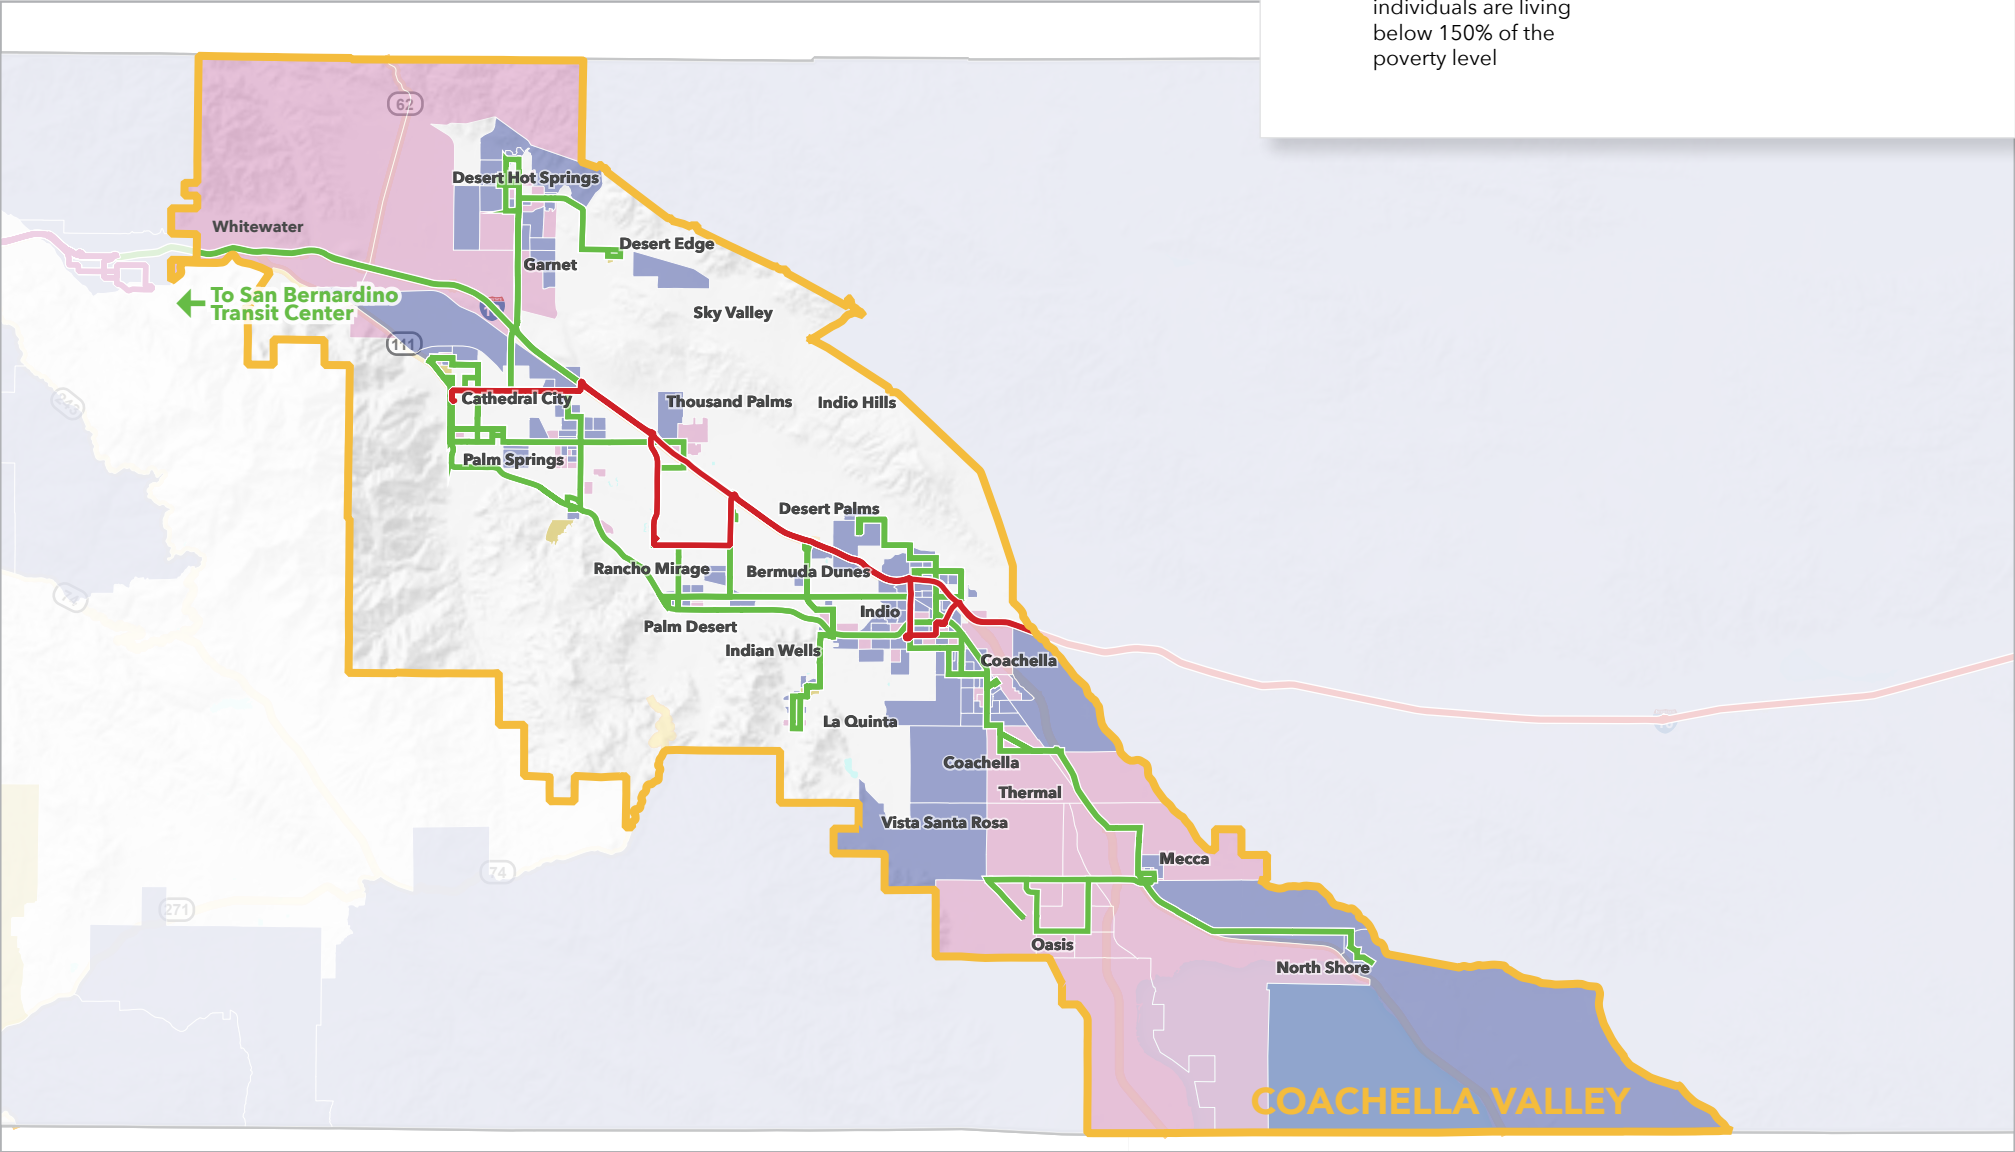 individuals are living
below 150% of the
poverty level
62
Desert Hot Springs
Whitewater
Desert Edge
Garnet
To San Bernardino
Transit Center
Sky Valley
111
Cathedral City
Thousand Palms
Indio Hills
243
Palm Springs
Desert Palms
Rancho Mirage
Bermuda Dunes
74
Indio
Palm Desert
Indian Wells
Coachella
La Quinta
Coachella
Thermal
Vista Santa Rosa
Mecca
74
271
Oasis
North Shore
COACHELLA VALLEY